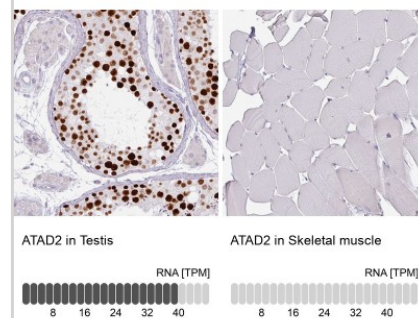 ATAD2 in Testis
RNA [TPM]
8 16 24 32 40
ATAD2 in Skeletal muscle
RNA [TPM]
8 16 24 32 40